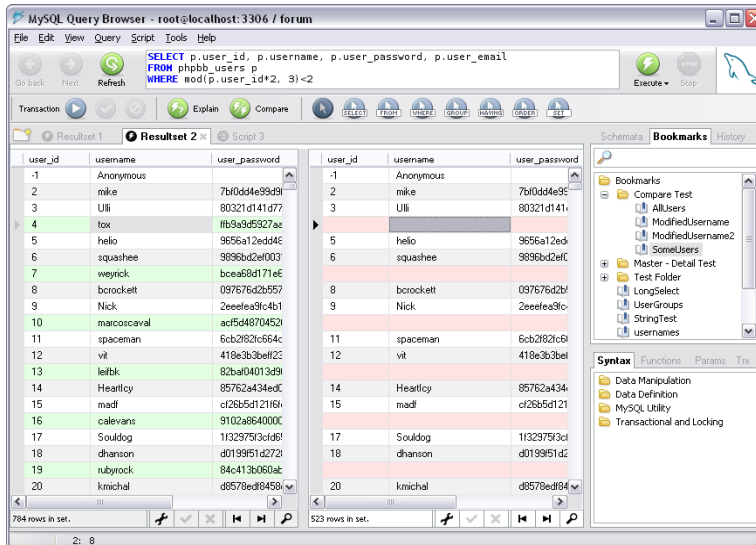 MySQL Query Browser - root@localhost:3306 / forum
File Edit View Query Script Tools Help
Go back Next Refresh
SELECT p.user_id, p.username, p.user_password, p.user_email
FROM phpbb_users p
WHERE mod(p.user_id*2, 3)<2
Execute Stop
Transaction Explain Compare SELECT FROM WHERE GROUP HAVING ORDER SET
Resultset 1 Resultset 2 Script 3
user_id username user_password
-1 Anonymous
2 mike 7bf0dd4e99d9
3 Ulli 80321d141d77
4 tox ffb9a9d5927aa
5 helio 9656a12edd48
6 squashee 9896bd2ef003
7 weyrick bcea68d171e6
8 bcrockett 097676d2b557
9 Nick 2eeefea9fc4b1
10 marcoscaval acf5d4870452
11 spaceman 6cb2f82fc664c
12 vit 418e3b3beff23
13 leifbk 82baf04013d9
14 HeartIcy 85762a434ed
15 madf cf26b5d121f6f
16 calevans 9102a8640000
17 Souldog 1f32975f3cfd6
18 dhanson d0199f51d272
19 rubyrock 84c413b060ab
20 kmichal d8578edf8458
784 rows in set.
user_id username user_password
-1 Anonymous
2 mike 7bf0dd4e99
3 Ulli 80321d141
5 helio 9656a12ed
6 squashee 9896bd2ef0
8 bcrockett 097676d2b
9 Nick 2eeefea9fc
11 spaceman 6cb2f82fc6
12 vit 418e3b3be
14 HeartIcy 85762a434
15 madf cf26b5d121
17 Souldog 1f32975f3c
18 dhanson d0199f51d2
20 kmichal d8578edf84
523 rows in set.
Schemata Bookmarks History
Bookmarks
Compare Test
AllUsers
ModifiedUsername
ModifiedUsername2
SomeUsers
Master - Detail Test
Test Folder
LongSelect
UserGroups
StringTest
usernames
Syntax Functions Params Trx
Data Manipulation
Data Definition
MySQL Utility
Transactional and Locking
2: 8